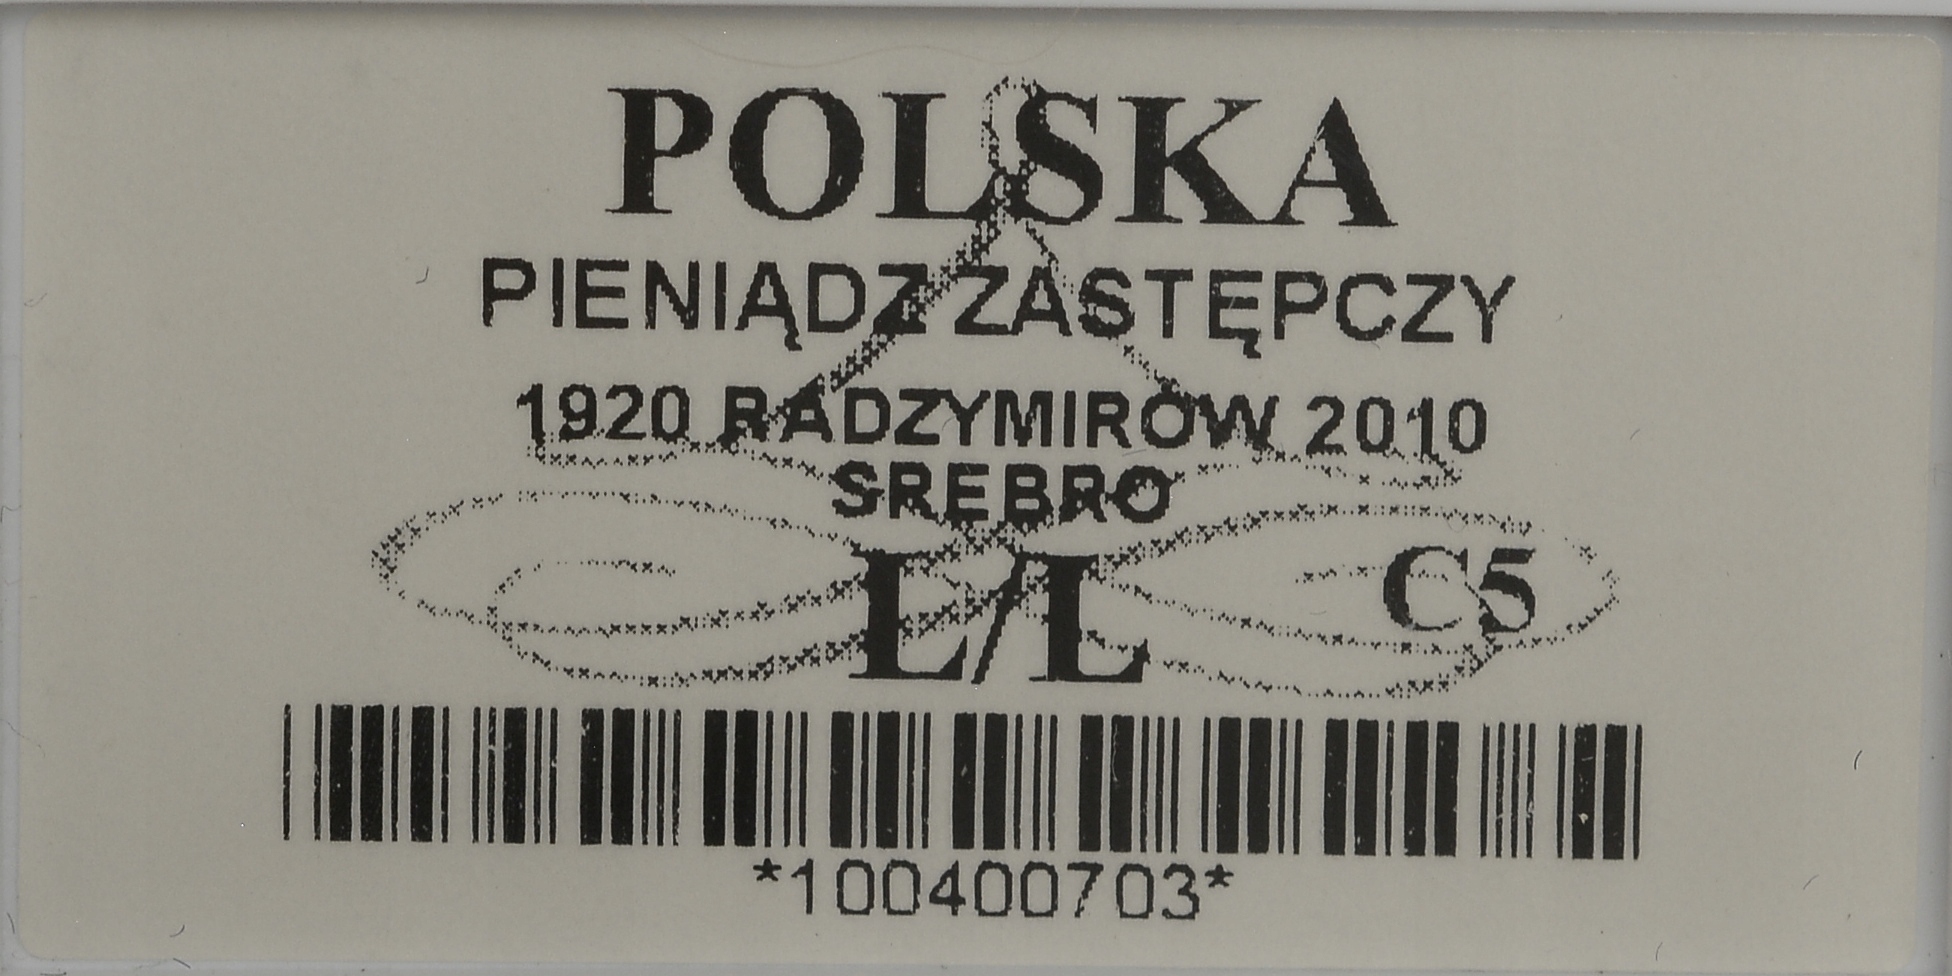 POLSKA
PIENIĄDZ ZASTĘPCZY
1920 RADZYMIRÓW 2010
SREBRO
L/L C5
*100400703*